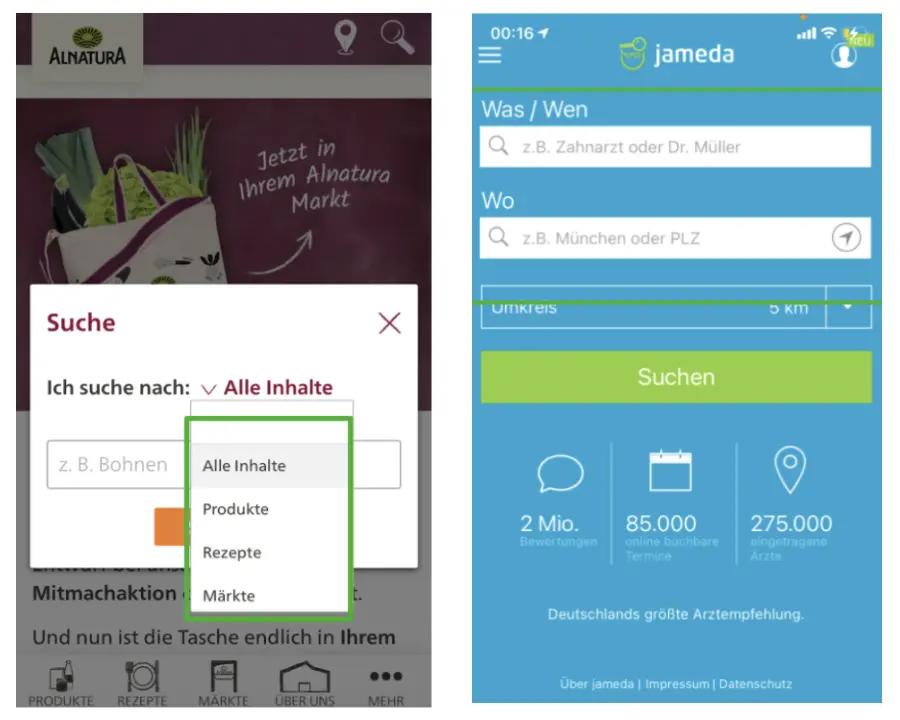 ALNATURA
Jetzt in
Ihrem Alnatura
Markt
Suche
Ich suche nach:
Alle Inhalte
z. B. Bohnen
Alle Inhalte
Produkte
Rezepte
Märkte
Mitmachaktion
t.
Und nun ist die Tasche endlich in Ihrem
PRODUKTE
REZEPTE
MÄRKTE
ÜBER UNS
MEHR
00:16
NEU
jameda
Was / Wen
z.B. Zahnarzt oder Dr. Müller
Wo
z.B. München oder PLZ
Umkreis
5 km
Suchen
2 Mio.
Bewertungen
85.000
online buchbare
Termine
275.000
eingetragene
Ärzte
Deutschlands größte Arztempfehlung.
Über jameda | Impressum | Datenschutz